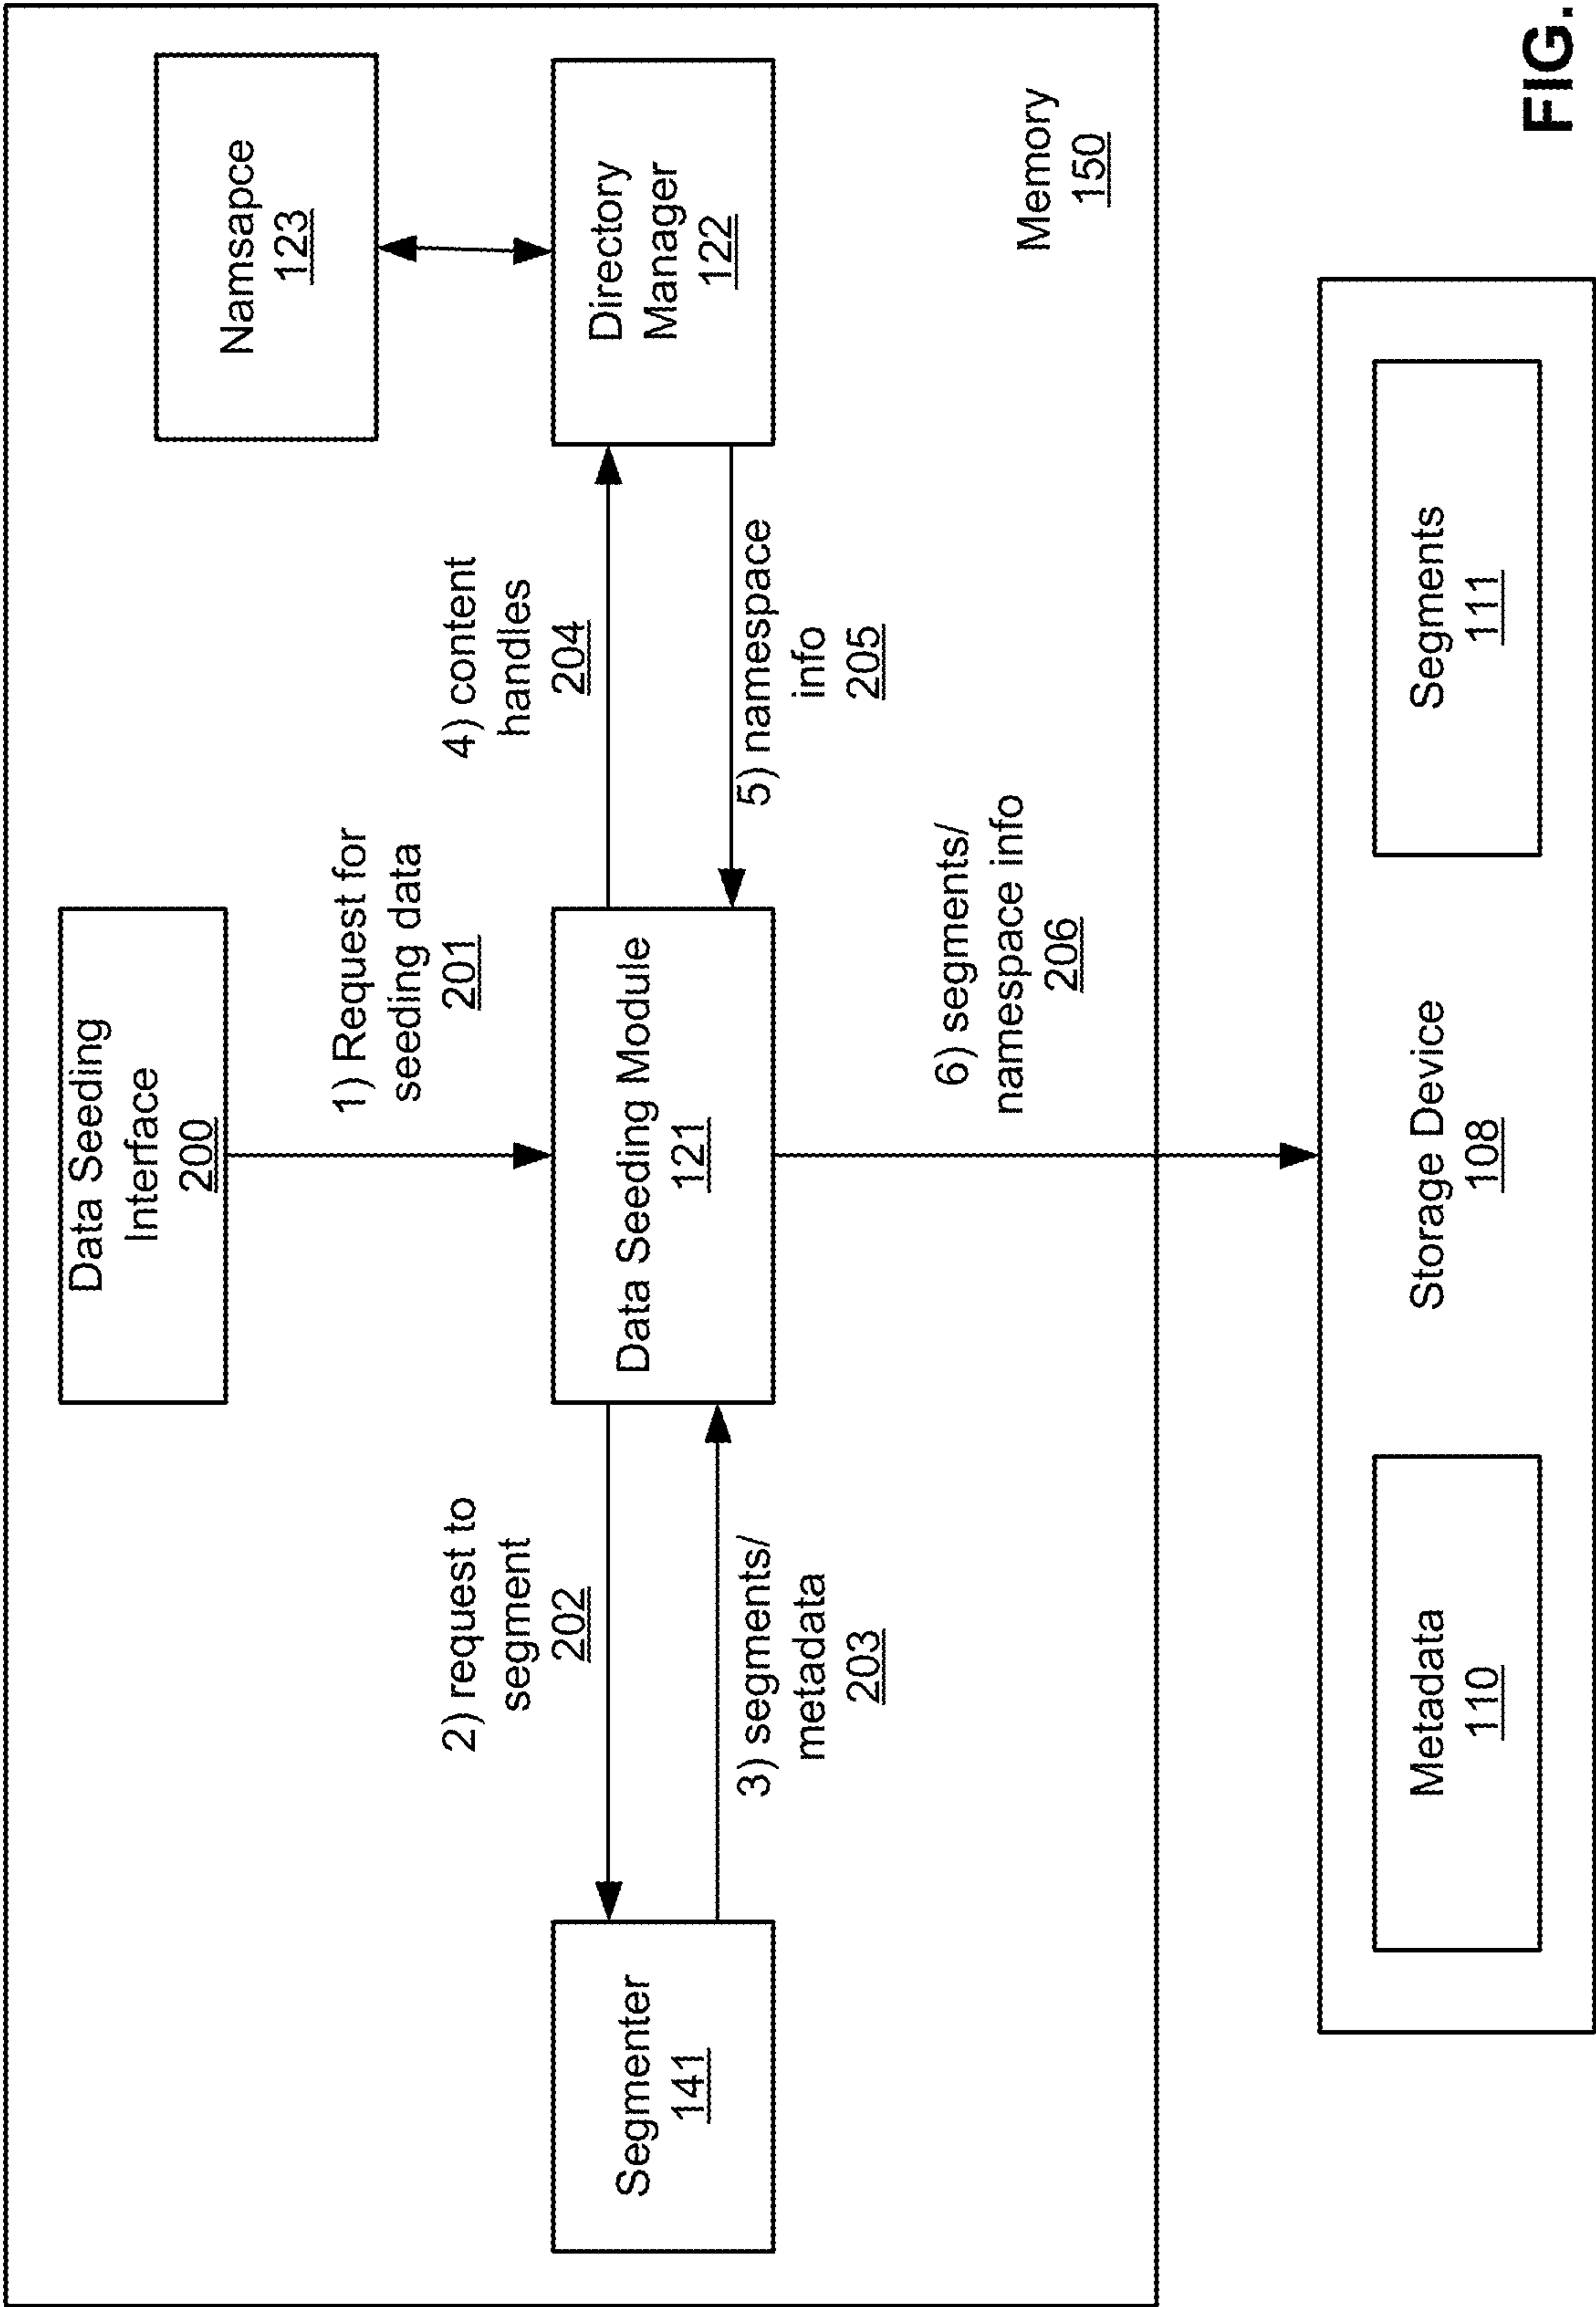 Data Seeding
Interface
200
Namsapce
123
1) Request for
seeding data
201
2) request to
segment
202
4) content
handles
204
Segmenter
141
Data Seeding Module
121
Directory
Manager
122
3) segments/
metadata
203
5) namespace
info
205
6) segments/
namespace info
206
Memory
150
Metadata
110
Storage Device
108
Segments
111
FIG.